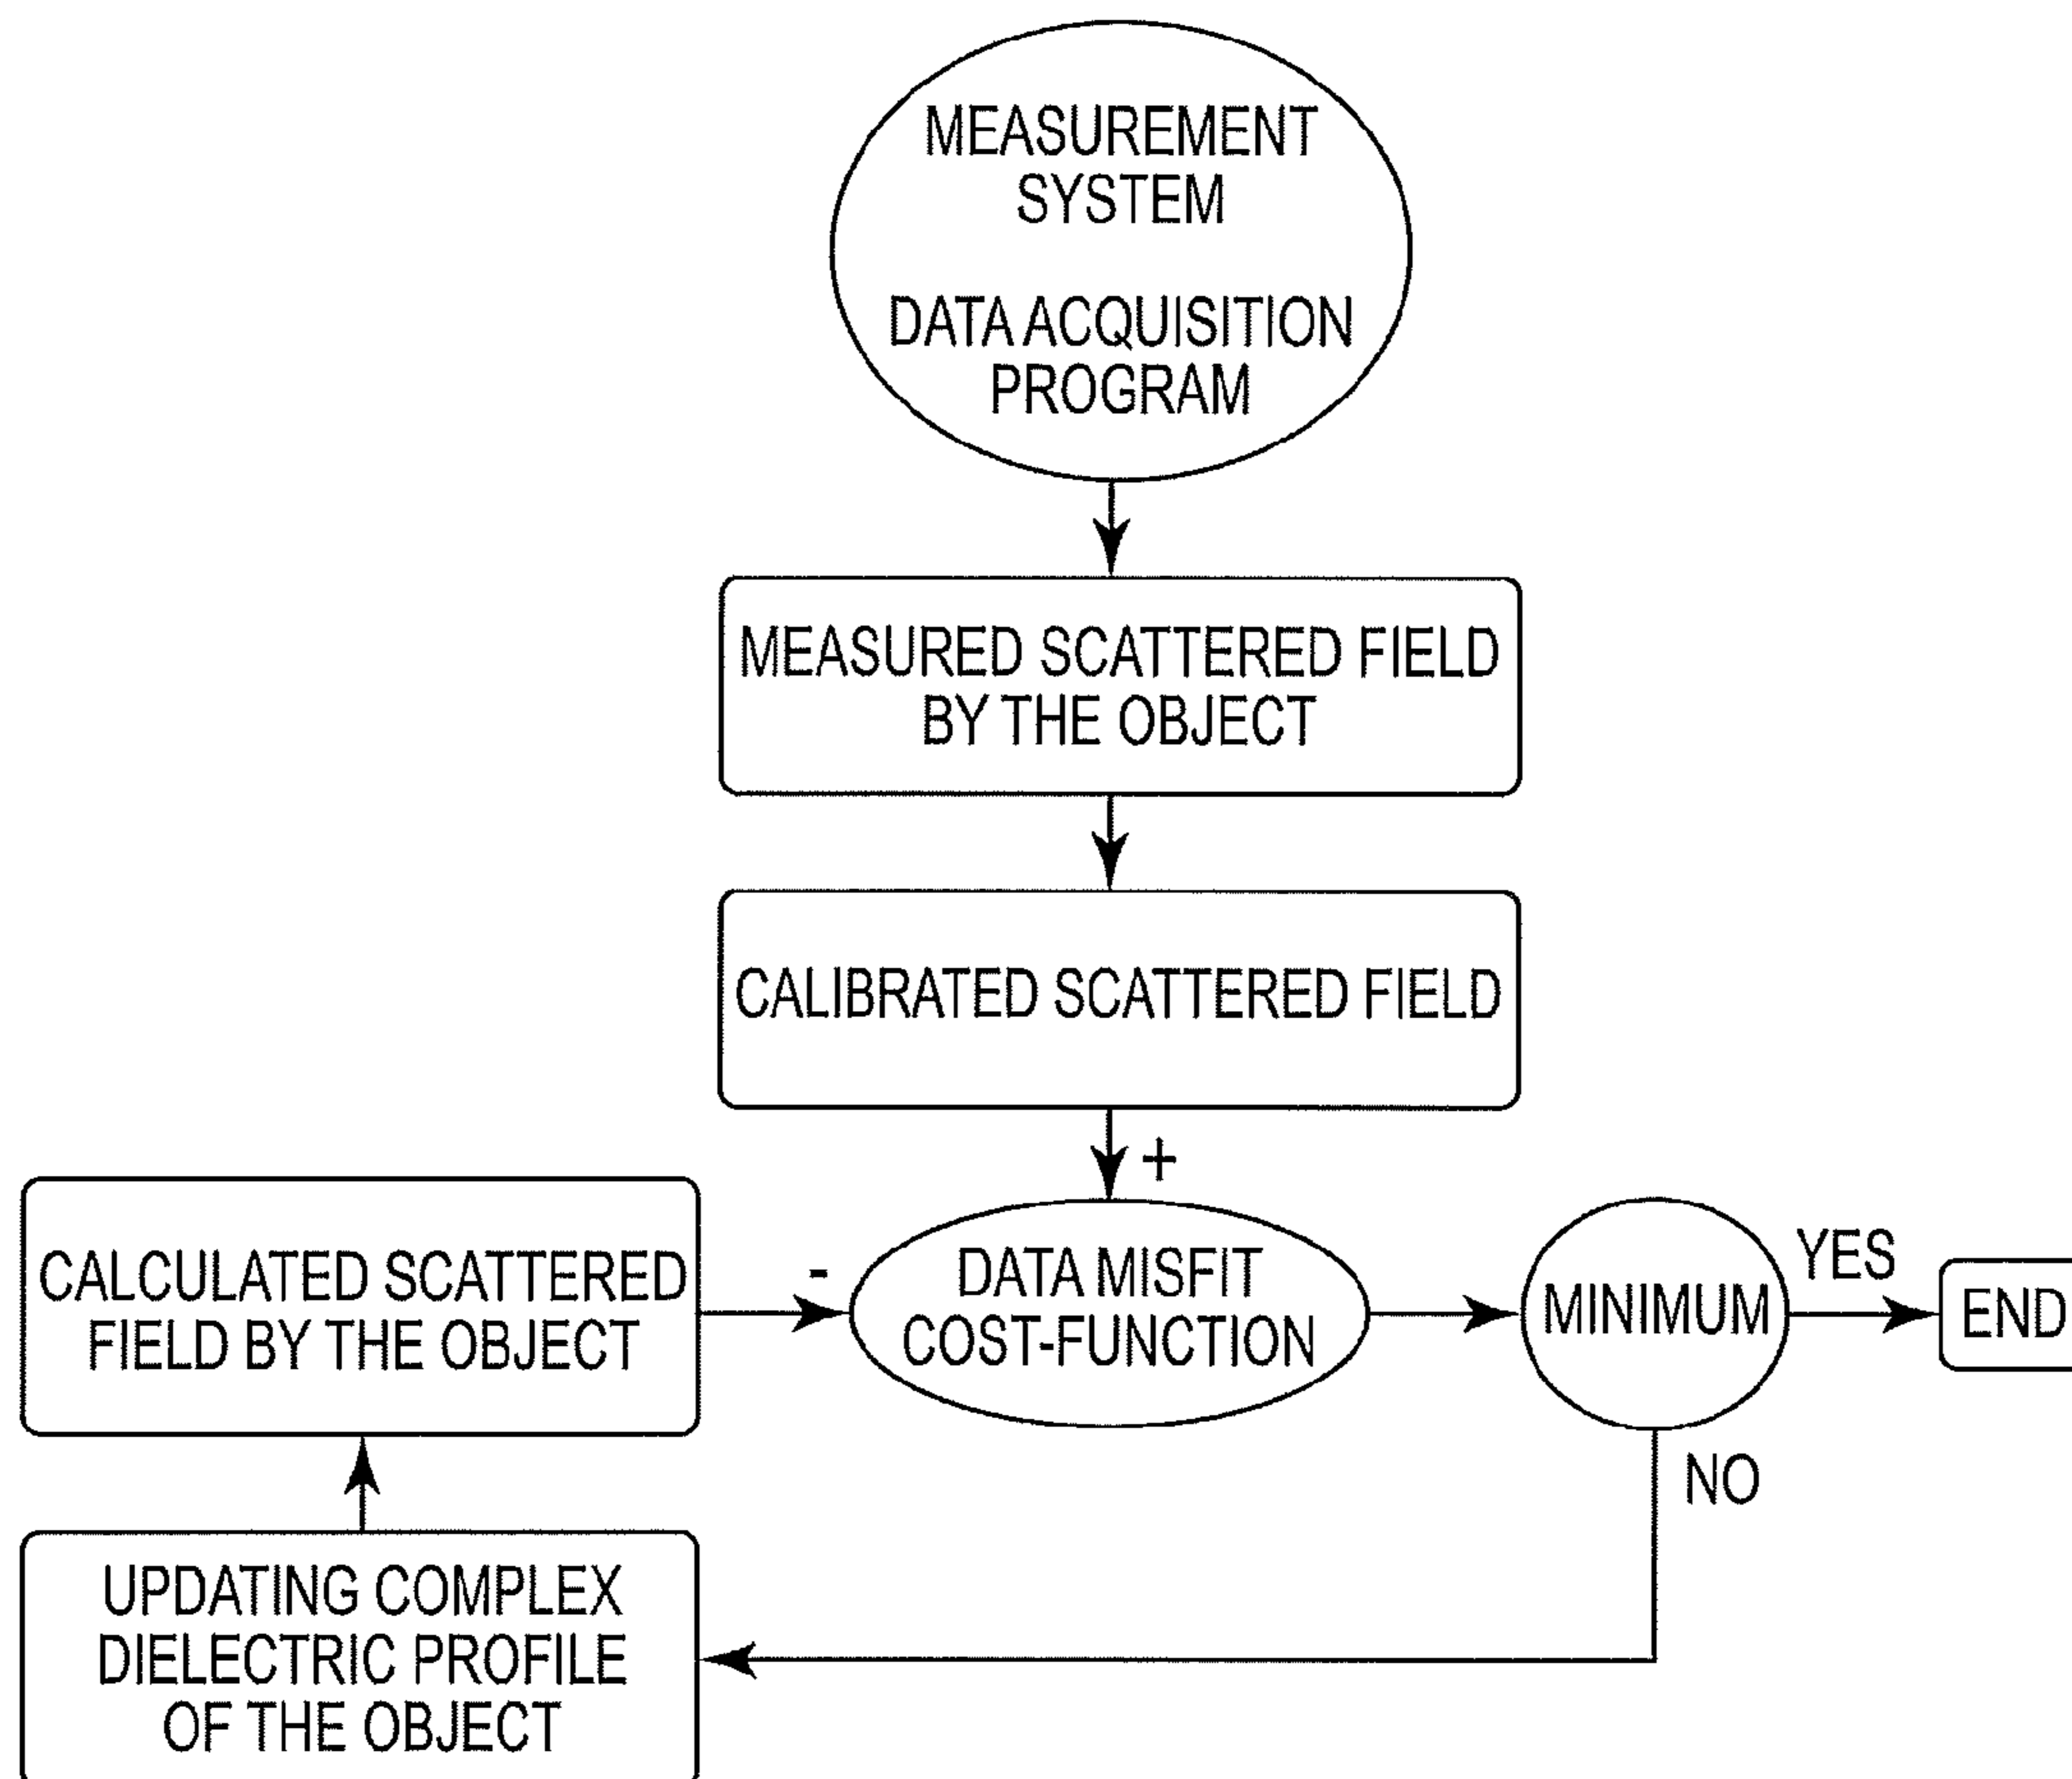 MEASUREMENT
SYSTEM
DATA ACQUISITION
PROGRAM
MEASURED SCATTERED FIELD
BY THE OBJECT
CALIBRATED SCATTERED FIELD
+
CALCULATED SCATTERED
FIELD BY THE OBJECT
-
DATA MISFIT
COST-FUNCTION
MINIMUM
YES
END
NO
UPDATING COMPLEX
DIELECTRIC PROFILE
OF THE OBJECT